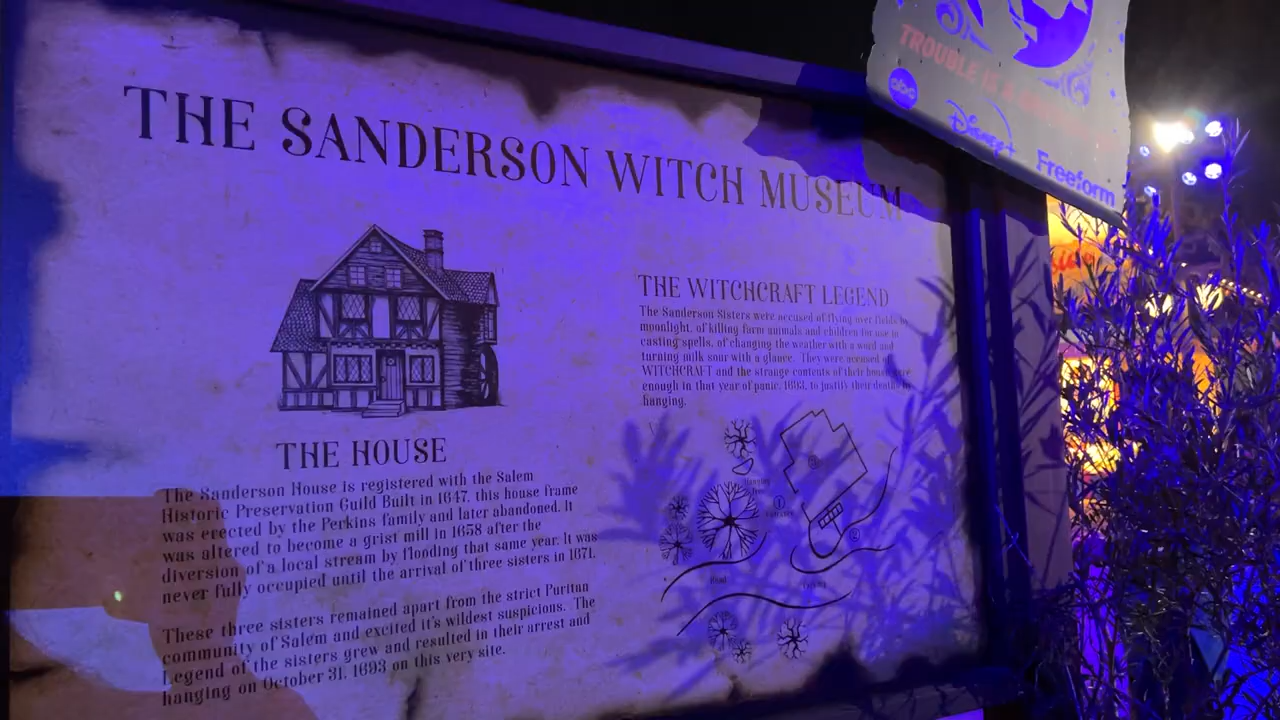 THE SANDERSON WITCH MUSEUM
THE HOUSE
The Sanderson House is registered with the Salem
Historic Preservation Guild Built in 1647, this house frame
was erected by the Perkins family and later abandoned. It
was altered to become a grist mill in 1658 after the
diversion of a local stream by flooding that same year. It was
never fully occupied until the arrival of three sisters in 1671.
These three sisters remained apart from the strict Puritan
community of Salem and excited it's wildest suspicions. The
Legend of the sisters grew and resulted in their arrest and
hanging on October 31, 1693 on this very site.
THE WITCHCRAFT LEGEND
The Sanderson Sisters were accused of flying over fields by
moonlight, of killing farm animals and children for use in
casting spells, of changing the weather with a word and
turning milk sour with a glance. They were accused of
WITCHCRAFT and the strange contents of their house were
enough in that year of panic, 1693, to justify their deaths by
hanging.
Hanging
Tree
Road
TROUBLE IS A
abc
Disney+
Freeform